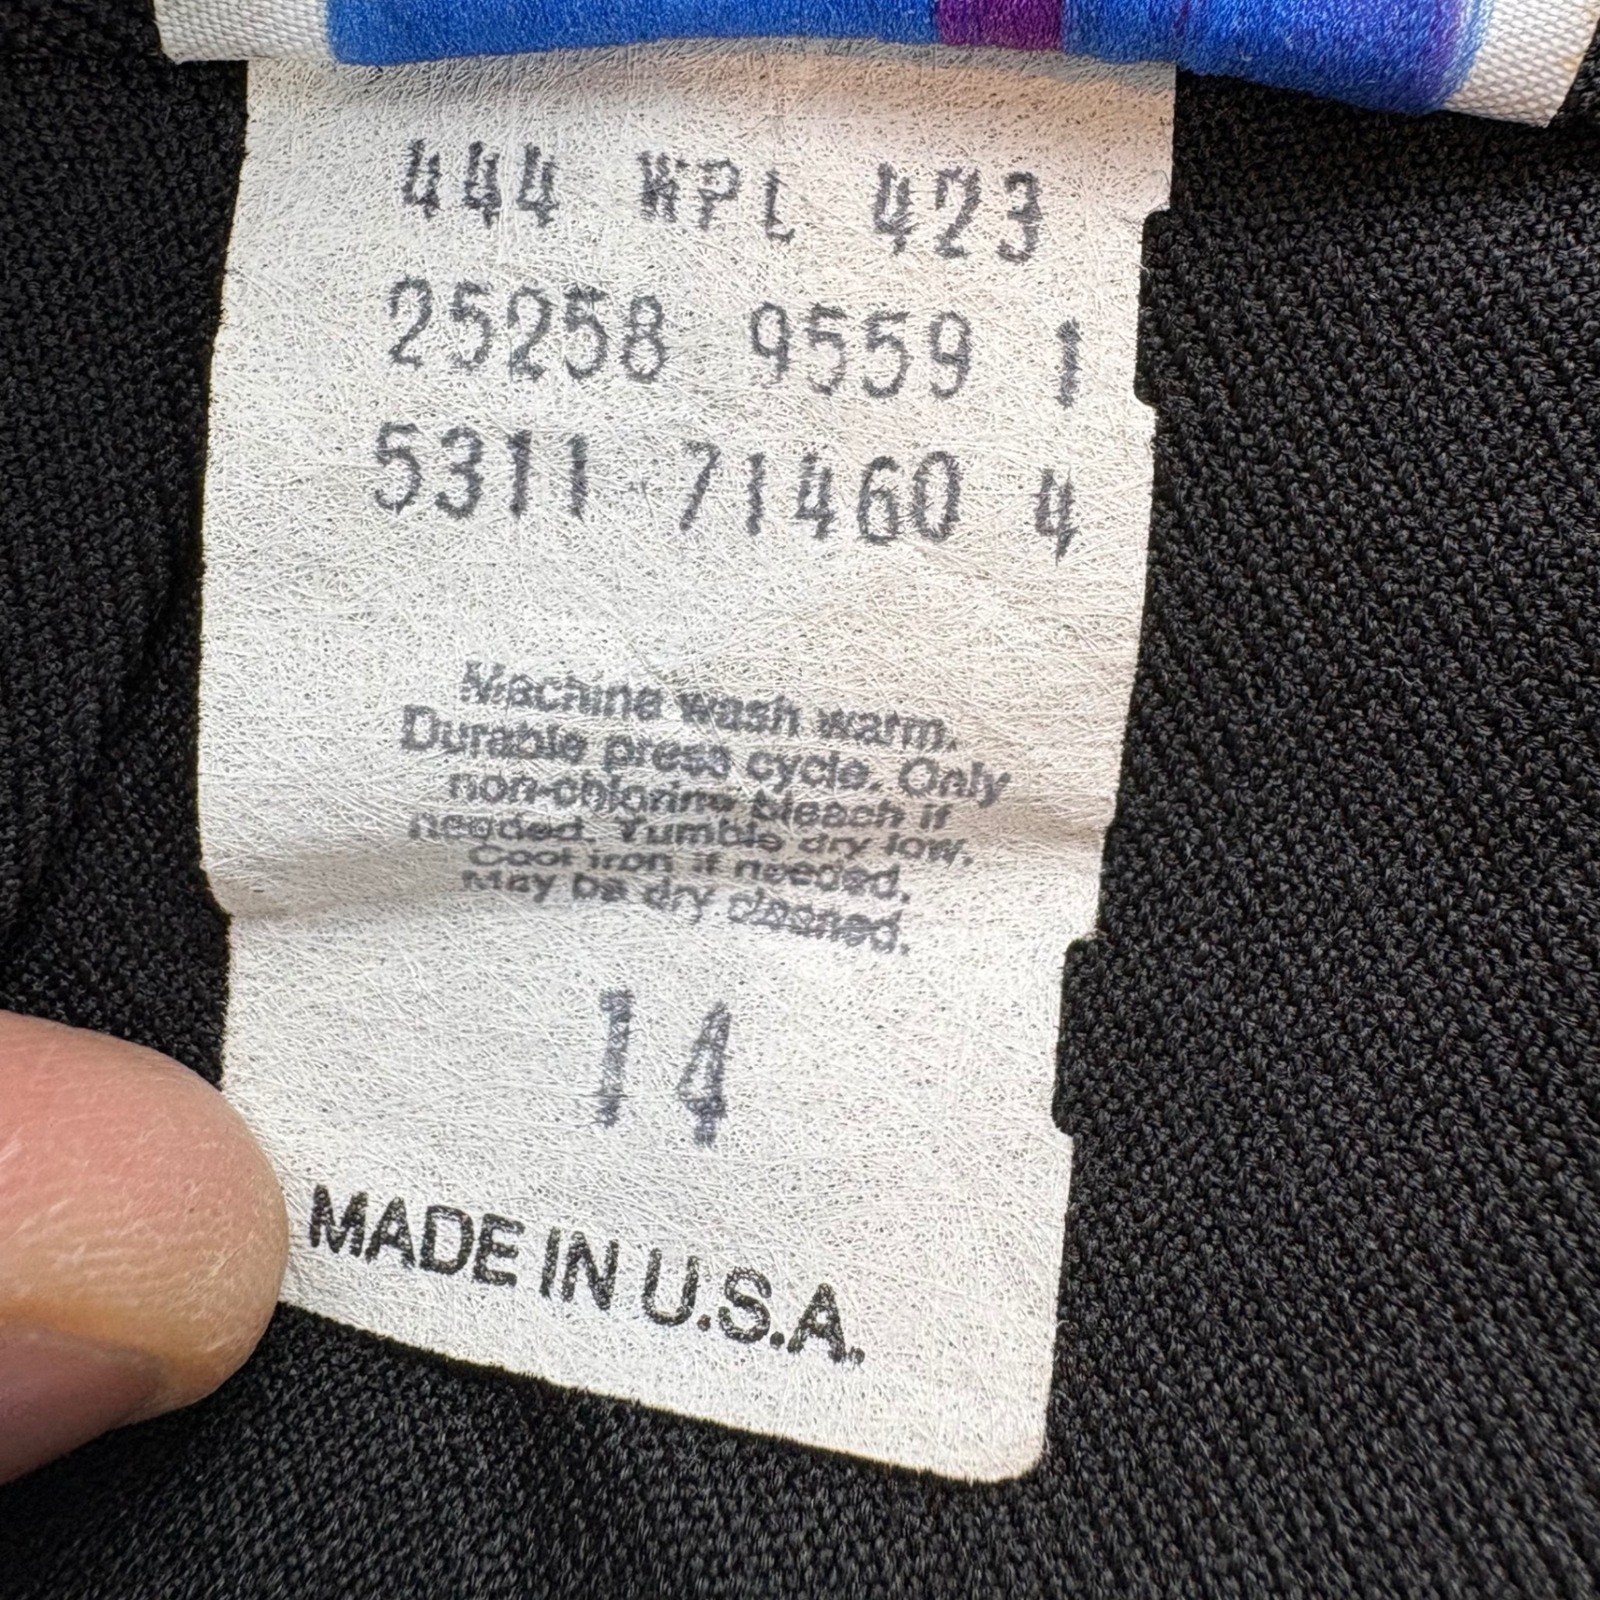 444 WPL 423
25258 9559 1
5311 71460 4
Machine wash warm.
Durable press cycle. Only
non-chlorine bleach if
needed. Tumble dry low.
Cool iron if needed.
May be dry cleaned.
14
MADE IN U.S.A.